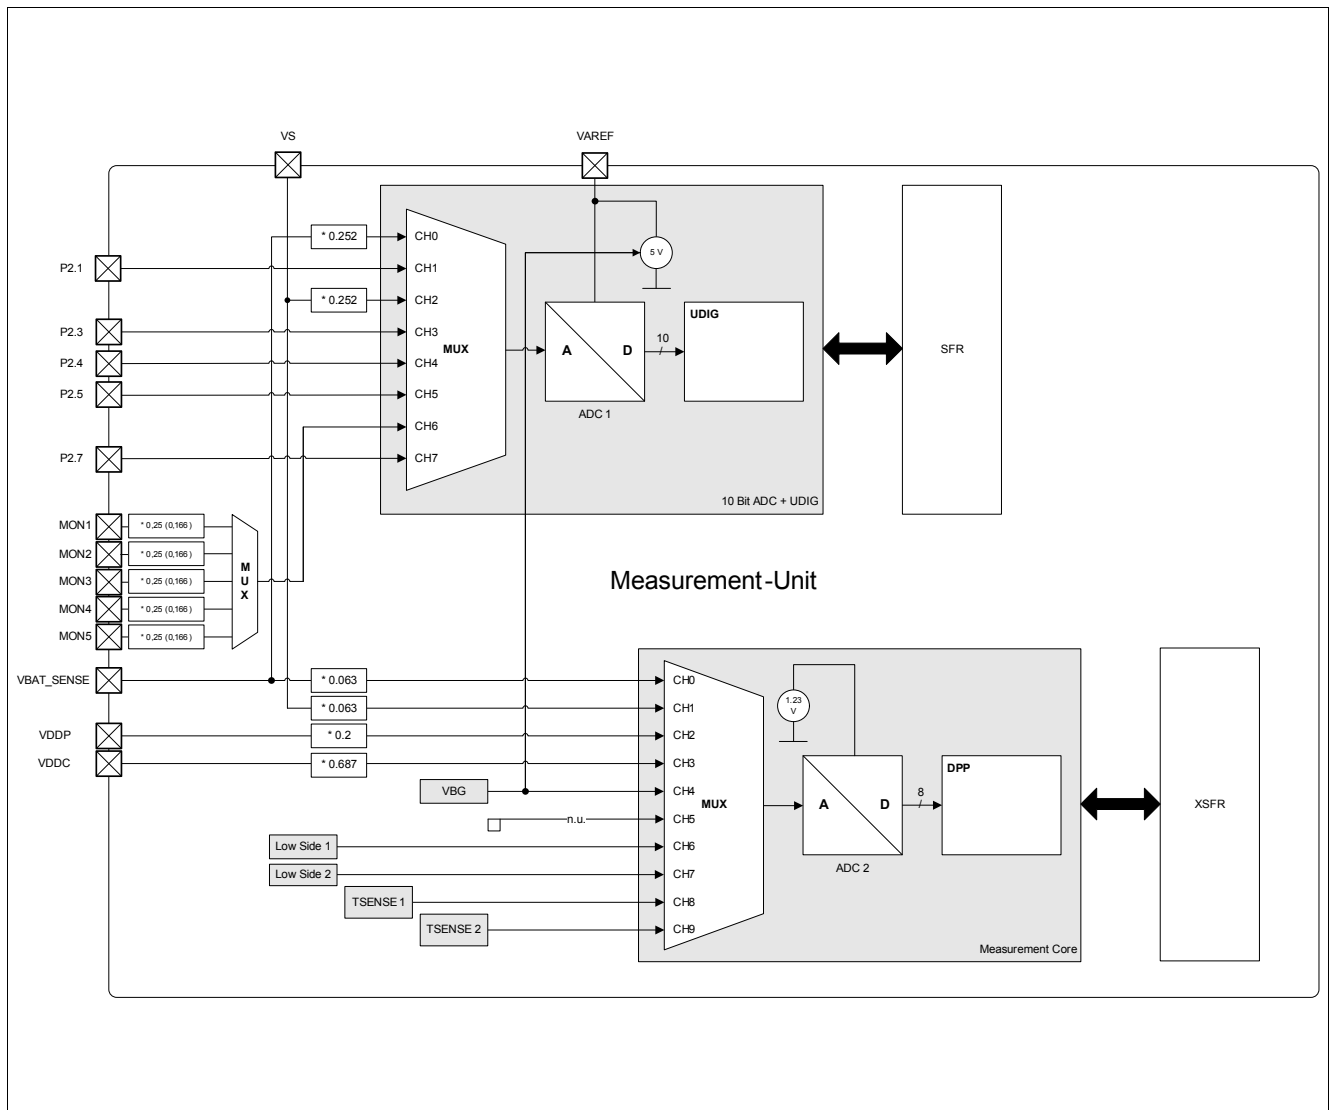 VS
VAREF
* 0.252
CH0
5 V
P2.1
CH1
* 0.252
CH2
UDIG
P2.3
CH3
10
MUX
A
D
SFR
P2.4
CH4
P2.5
CH5
ADC 1
CH6
P2.7
CH7
10 Bit ADC + UDIG
MON1
* 0,25 (0,166 )
MON2
* 0,25 (0,166 )
MON3
* 0,25 (0,166 )
MON4
* 0,25 (0,166 )
MON5
* 0,25 (0,166 )
M
U
X
Measurement-Unit
VBAT_SENSE
* 0.063
CH0
1.23
V
* 0.063
CH1
VDDP
* 0.2
CH2
VDDC
* 0.687
CH3
DPP
VBG
CH4
8
MUX
A
D
XSFR
n.u.
CH5
Low Side 1
CH6
ADC 2
Low Side 2
CH7
TSENSE 1
CH8
TSENSE 2
CH9
Measurement Core